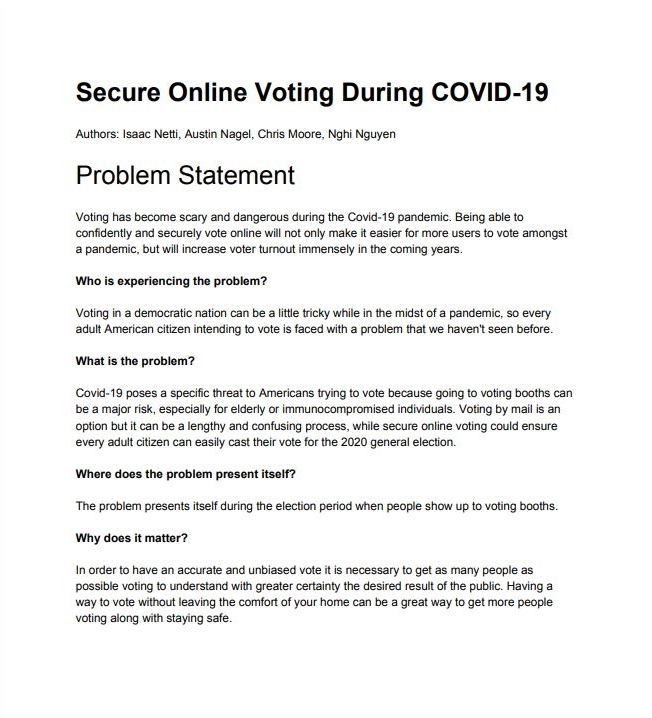 Secure Online Voting During COVID-19
Authors: Isaac Netti, Austin Nagel, Chris Moore, Nghi Nguyen
Problem Statement
Voting has become scary and dangerous during the Covid-19 pandemic. Being able to
confidently and securely vote online will not only make it easier for more users to vote amongst
a pandemic, but will increase voter turnout immensely in the coming years.
Who is experiencing the problem?
Voting in a democratic nation can be a little tricky while in the midst of a pandemic, so every
adult American citizen intending to vote is faced with a problem that we haven't seen before.
What is the problem?
Covid-19 poses a specific threat to Americans trying to vote because going to voting booths can
be a major risk, especially for elderly or immunocompromised individuals. Voting by mail is an
option but it can be a lengthy and confusing process, while secure online voting could ensure
every adult citizen can easily cast their vote for the 2020 general election.
Where does the problem present itself?
The problem presents itself during the election period when people show up to voting booths.
Why does it matter?
In order to have an accurate and unbiased vote it is necessary to get as many people as
possible voting to understand with greater certainty the desired result of the public. Having a
way to vote without leaving the comfort of your home can be a great way to get more people
voting along with staying safe.